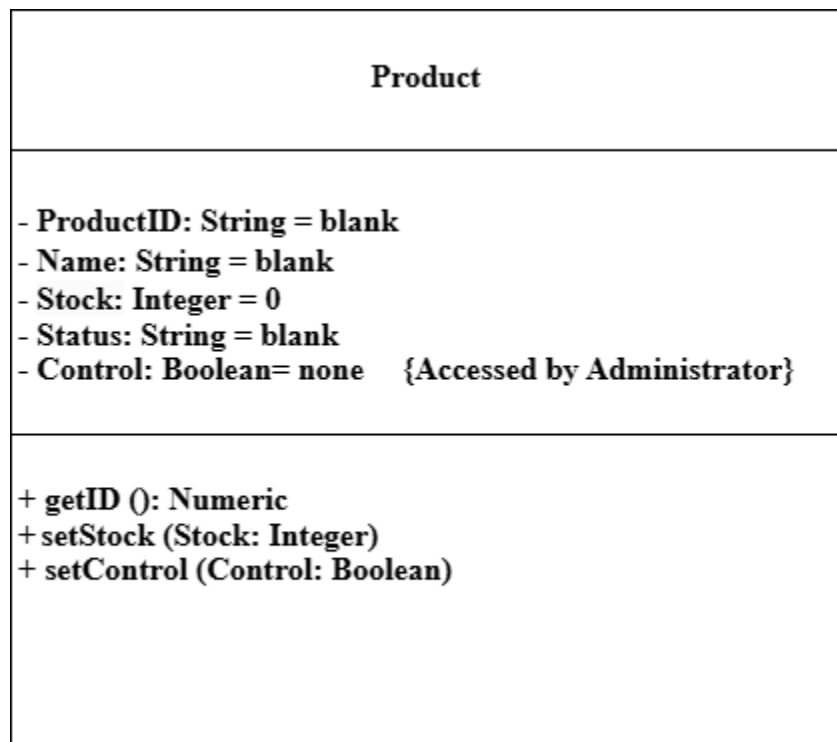 Product
- ProductID: String = blank
- Name: String = blank
- Stock: Integer = 0
- Status: String = blank
- Control: Boolean= none {Accessed by Administrator}
+ getID (): Numeric
+ setStock (Stock: Integer)
+ setControl (Control: Boolean)